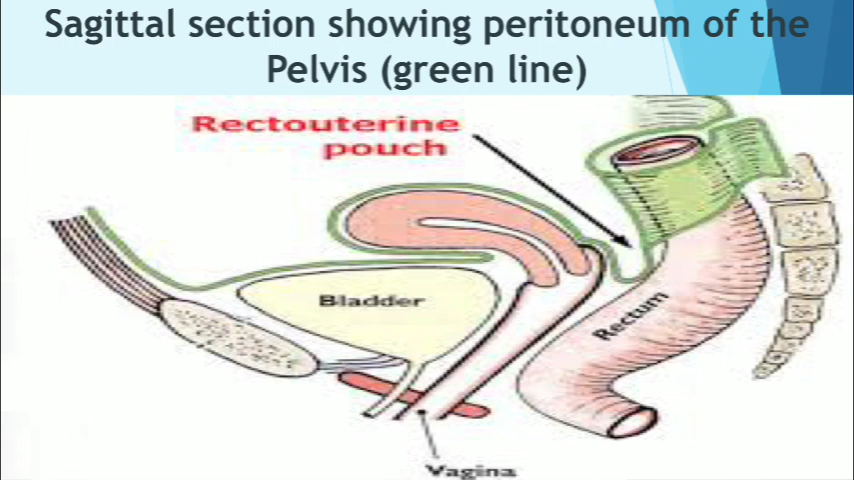 Sagittal section showing peritoneum of the
Pelvis (green line)
Rectouterine
pouch
Bladder
Rectum
Vagina